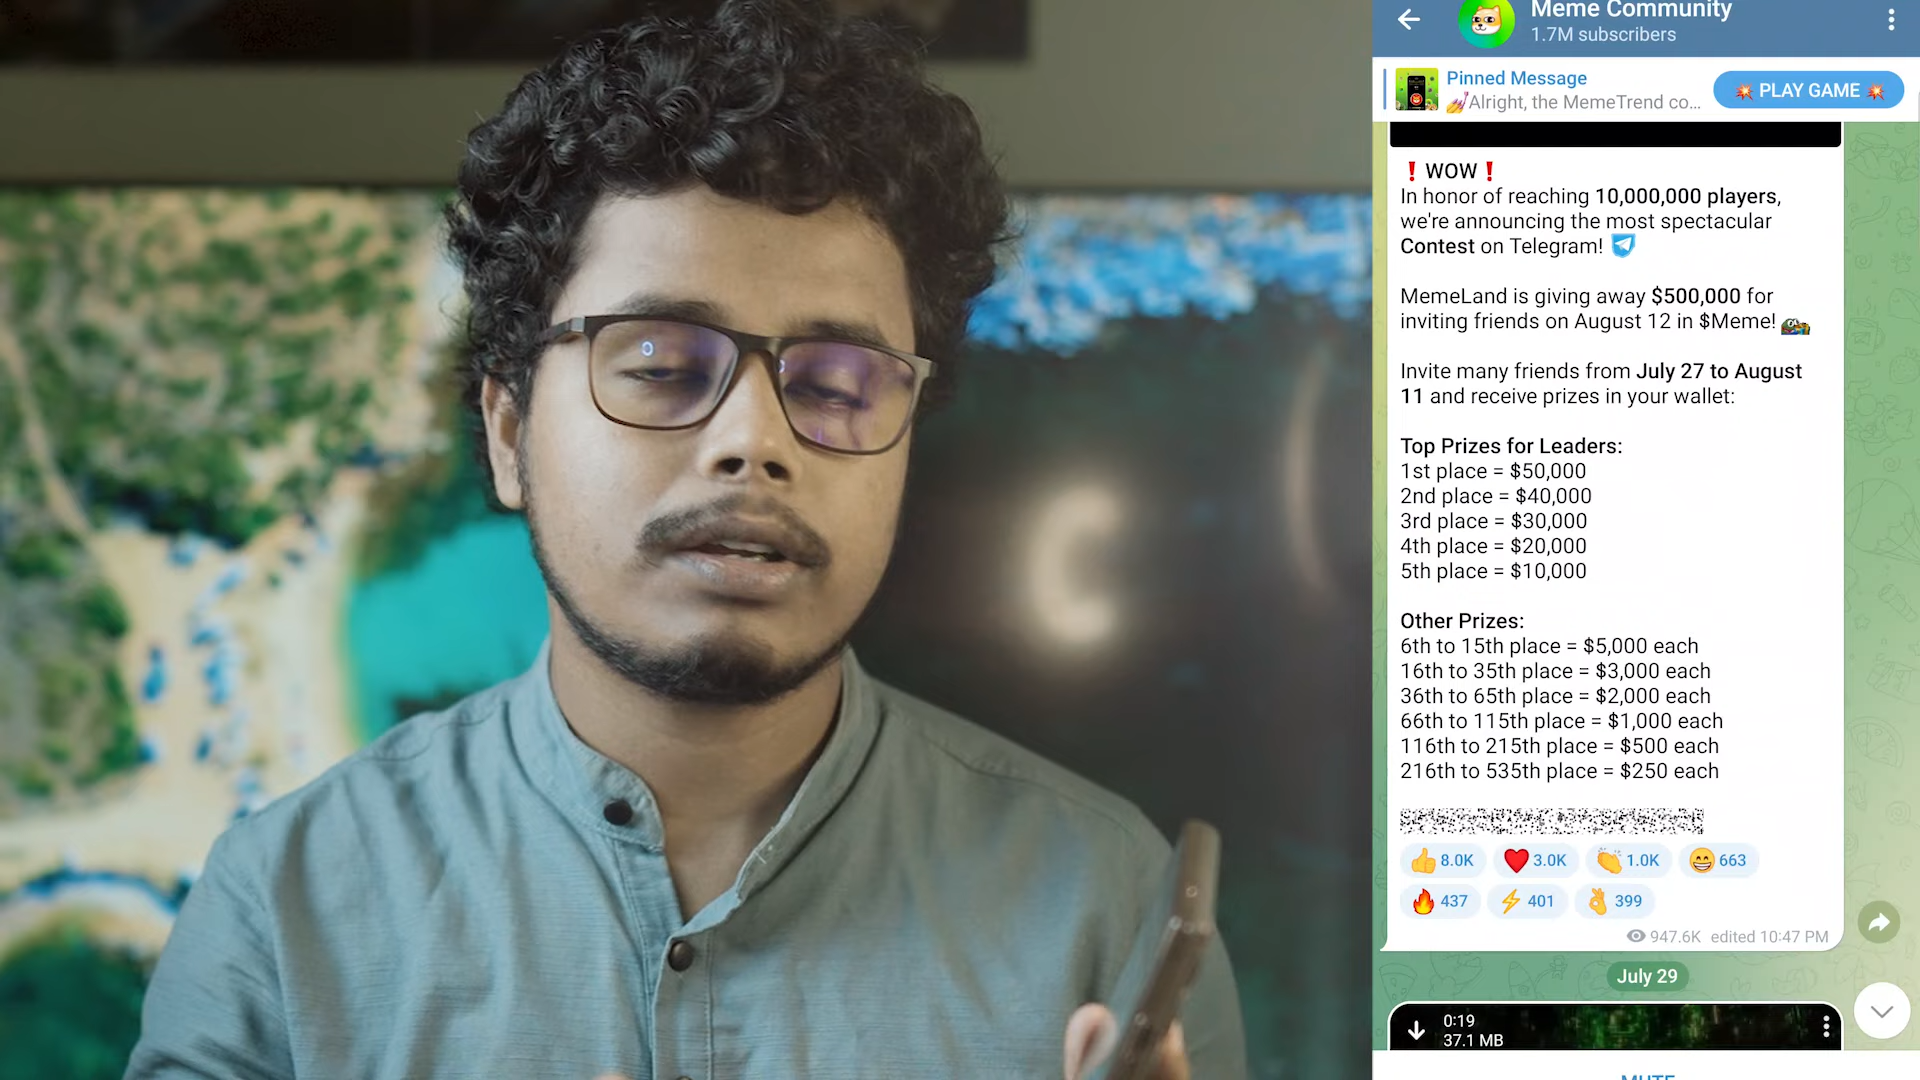 Meme Community
1.7M subscribers
Pinned Message
💅Alright, the MemeTrend co...
💥 PLAY GAME 💥
❗WOW❗
In honor of reaching 10,000,000 players,
we're announcing the most spectacular
Contest on Telegram!
MemeLand is giving away $500,000 for
inviting friends on August 12 in $Meme!
Invite many friends from July 27 to August
11 and receive prizes in your wallet:
Top Prizes for Leaders:
1st place = $50,000
2nd place = $40,000
3rd place = $30,000
4th place = $20,000
5th place = $10,000
Other Prizes:
6th to 15th place = $5,000 each
16th to 35th place = $3,000 each
36th to 65th place = $2,000 each
66th to 115th place = $1,000 each
116th to 215th place = $500 each
216th to 535th place = $250 each
👍 8.0K ❤️ 3.0K 👏 1.0K 😁 663
🔥 437 ⚡ 401 👌 399
947.6K edited 10:47 PM
July 29
0:19
37.1 MB
MUTE